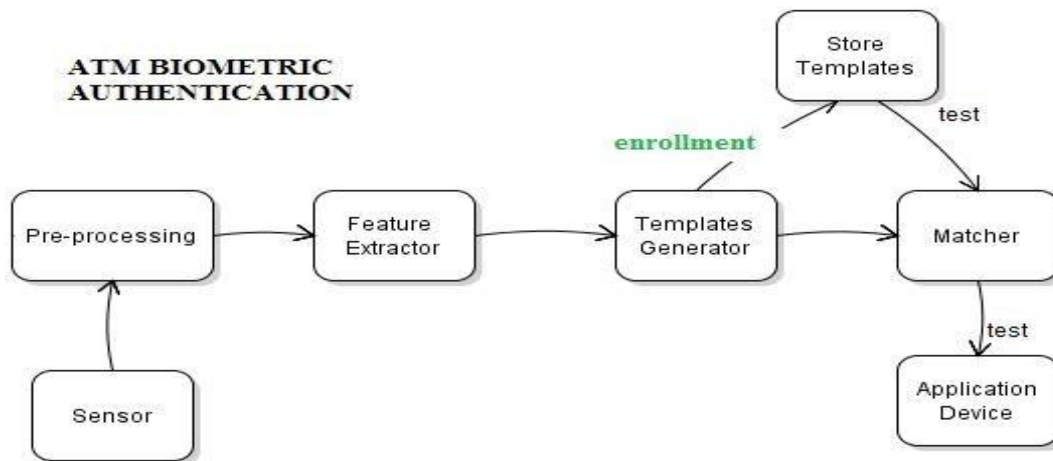 ATM BIOMETRIC
AUTHENTICATION
Store
Templates
test
enrollment
Pre-processing
Feature
Extractor
Templates
Generator
Matcher
test
Sensor
Application
Device